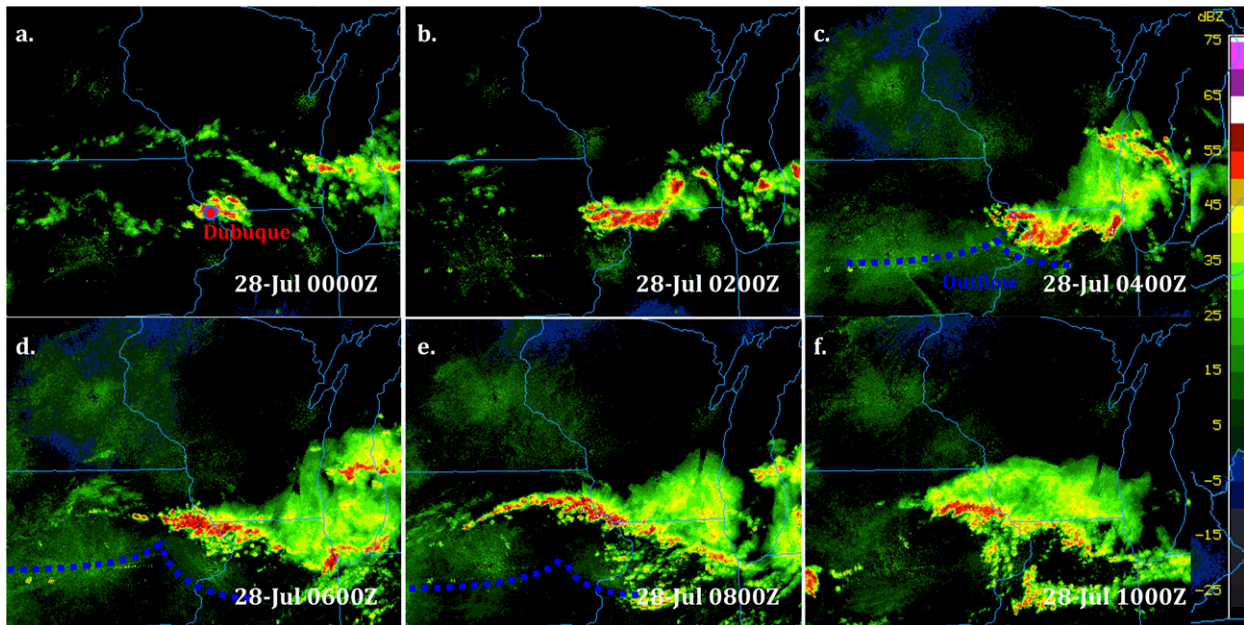 a.
Dubuque
28-Jul 0000Z
b.
28-Jul 0200Z
c.
Outflow
28-Jul 0400Z
dBZ
75
65
55
45
35
25
15
5
-5
-15
-25
d.
28-Jul 0600Z
e.
28-Jul 0800Z
f.
28-Jul 1000Z